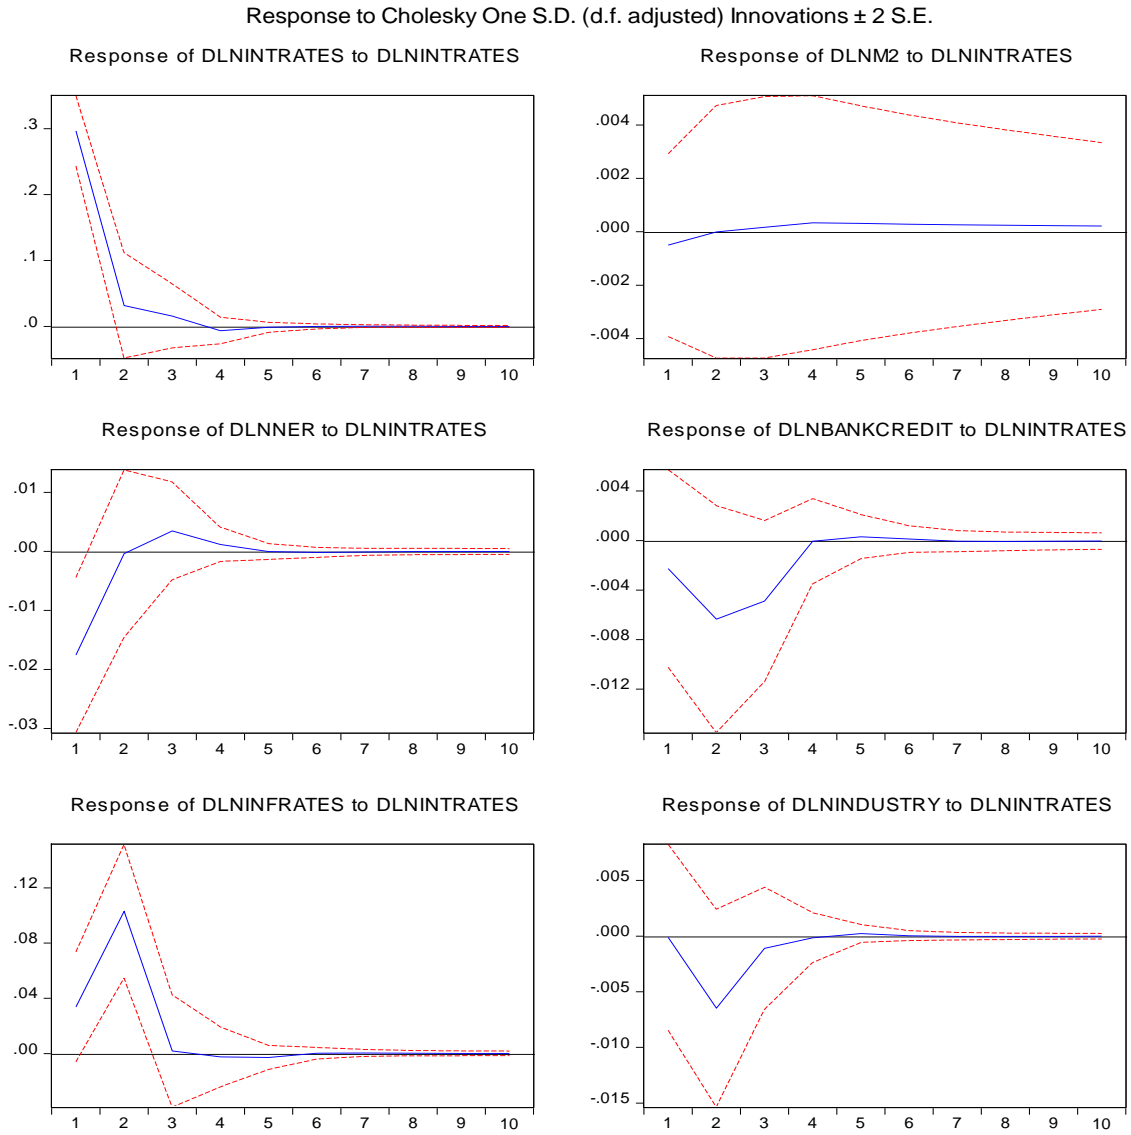 Response to Cholesky One S.D. (d.f. adjusted) Innovations ± 2 S.E.
Response of DLNINTRATES to DLNINTRATES
.3
.2
.1
.0
1 2 3 4 5 6 7 8 9 10
Response of DLNM2 to DLNINTRATES
.004
.002
.000
-.002
-.004
1 2 3 4 5 6 7 8 9 10
Response of DLNNER to DLNINTRATES
.01
.00
-.01
-.02
-.03
1 2 3 4 5 6 7 8 9 10
Response of DLNBANKCREDIT to DLNINTRATES
.004
.000
-.004
-.008
-.012
1 2 3 4 5 6 7 8 9 10
Response of DLNINFRATES to DLNINTRATES
.12
.08
.04
.00
1 2 3 4 5 6 7 8 9 10
Response of DLNINDUSTRY to DLNINTRATES
.005
.000
-.005
-.010
-.015
1 2 3 4 5 6 7 8 9 10